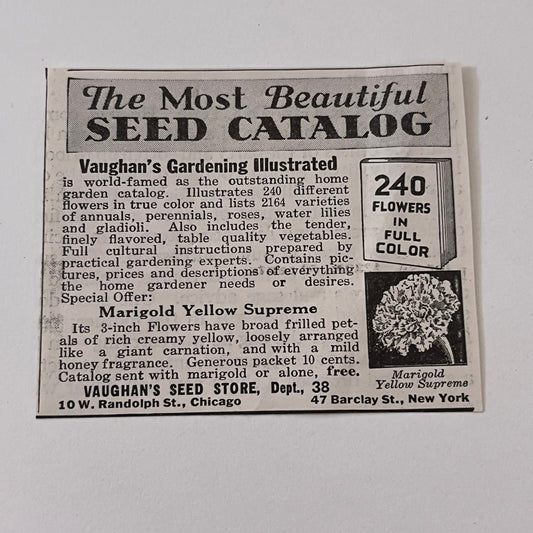 The Most Beautiful
SEED CATALOG
Vaughan's Gardening Illustrated
is world-famed as the outstanding home
garden catalog. Illustrates 240 different
flowers in true color and lists 2164 varieties
of annuals, perennials, roses, water lilies
and gladioli. Also includes the tender,
finely flavored, table quality vegetables.
Full cultural instructions prepared by
practical gardening experts. Contains pic-
tures, prices and descriptions of everything
the home gardener needs or desires.
Special Offer:
Marigold Yellow Supreme
Its 3-inch Flowers have broad frilled pet-
als of rich creamy yellow, loosely arranged
like a giant carnation, and with a mild
honey fragrance. Generous packet 10 cents.
Catalog sent with marigold or alone, free.
VAUGHAN'S SEED STORE, Dept., 38
10 W. Randolph St., Chicago 47 Barclay St., New York
240
FLOWERS
IN
FULL
COLOR
Marigold
Yellow Supreme